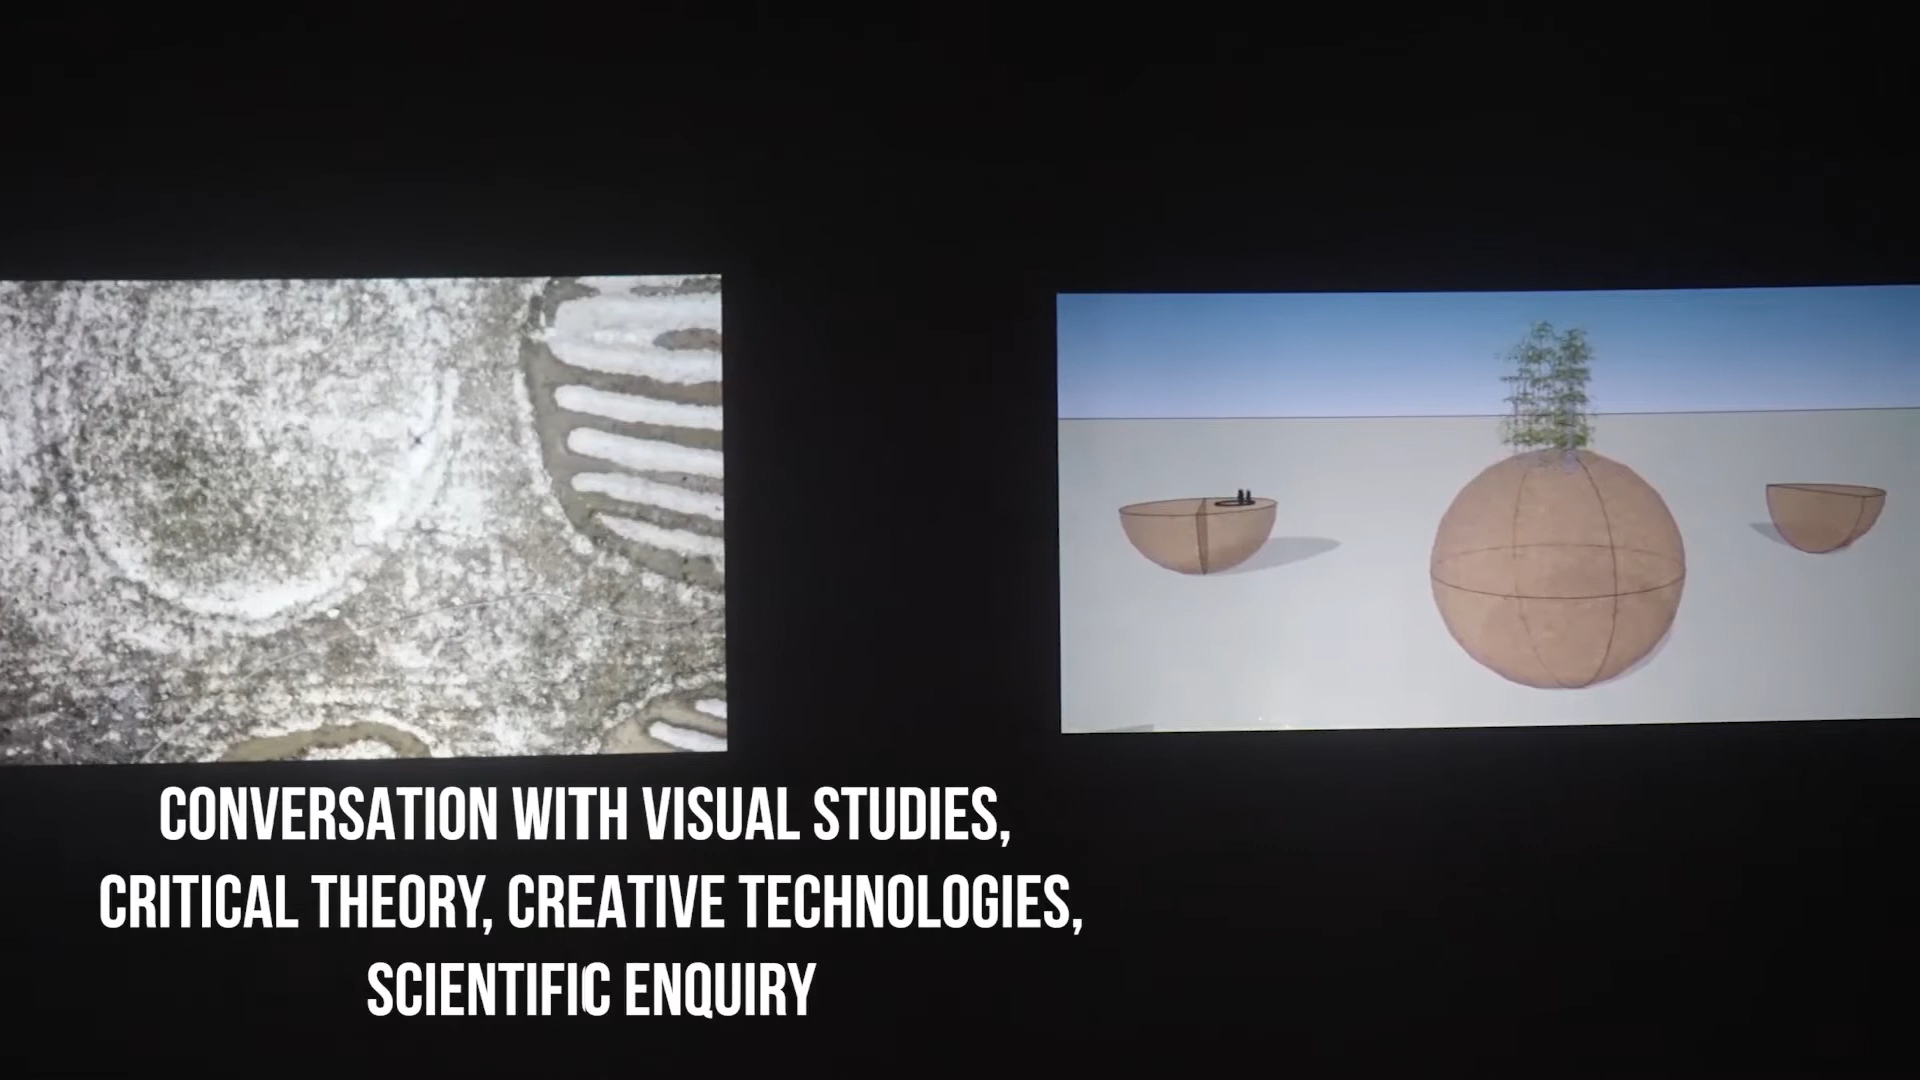 CONVERSATION WITH VISUAL STUDIES,
CRITICAL THEORY, CREATIVE TECHNOLOGIES,
SCIENTIFIC ENQUIRY